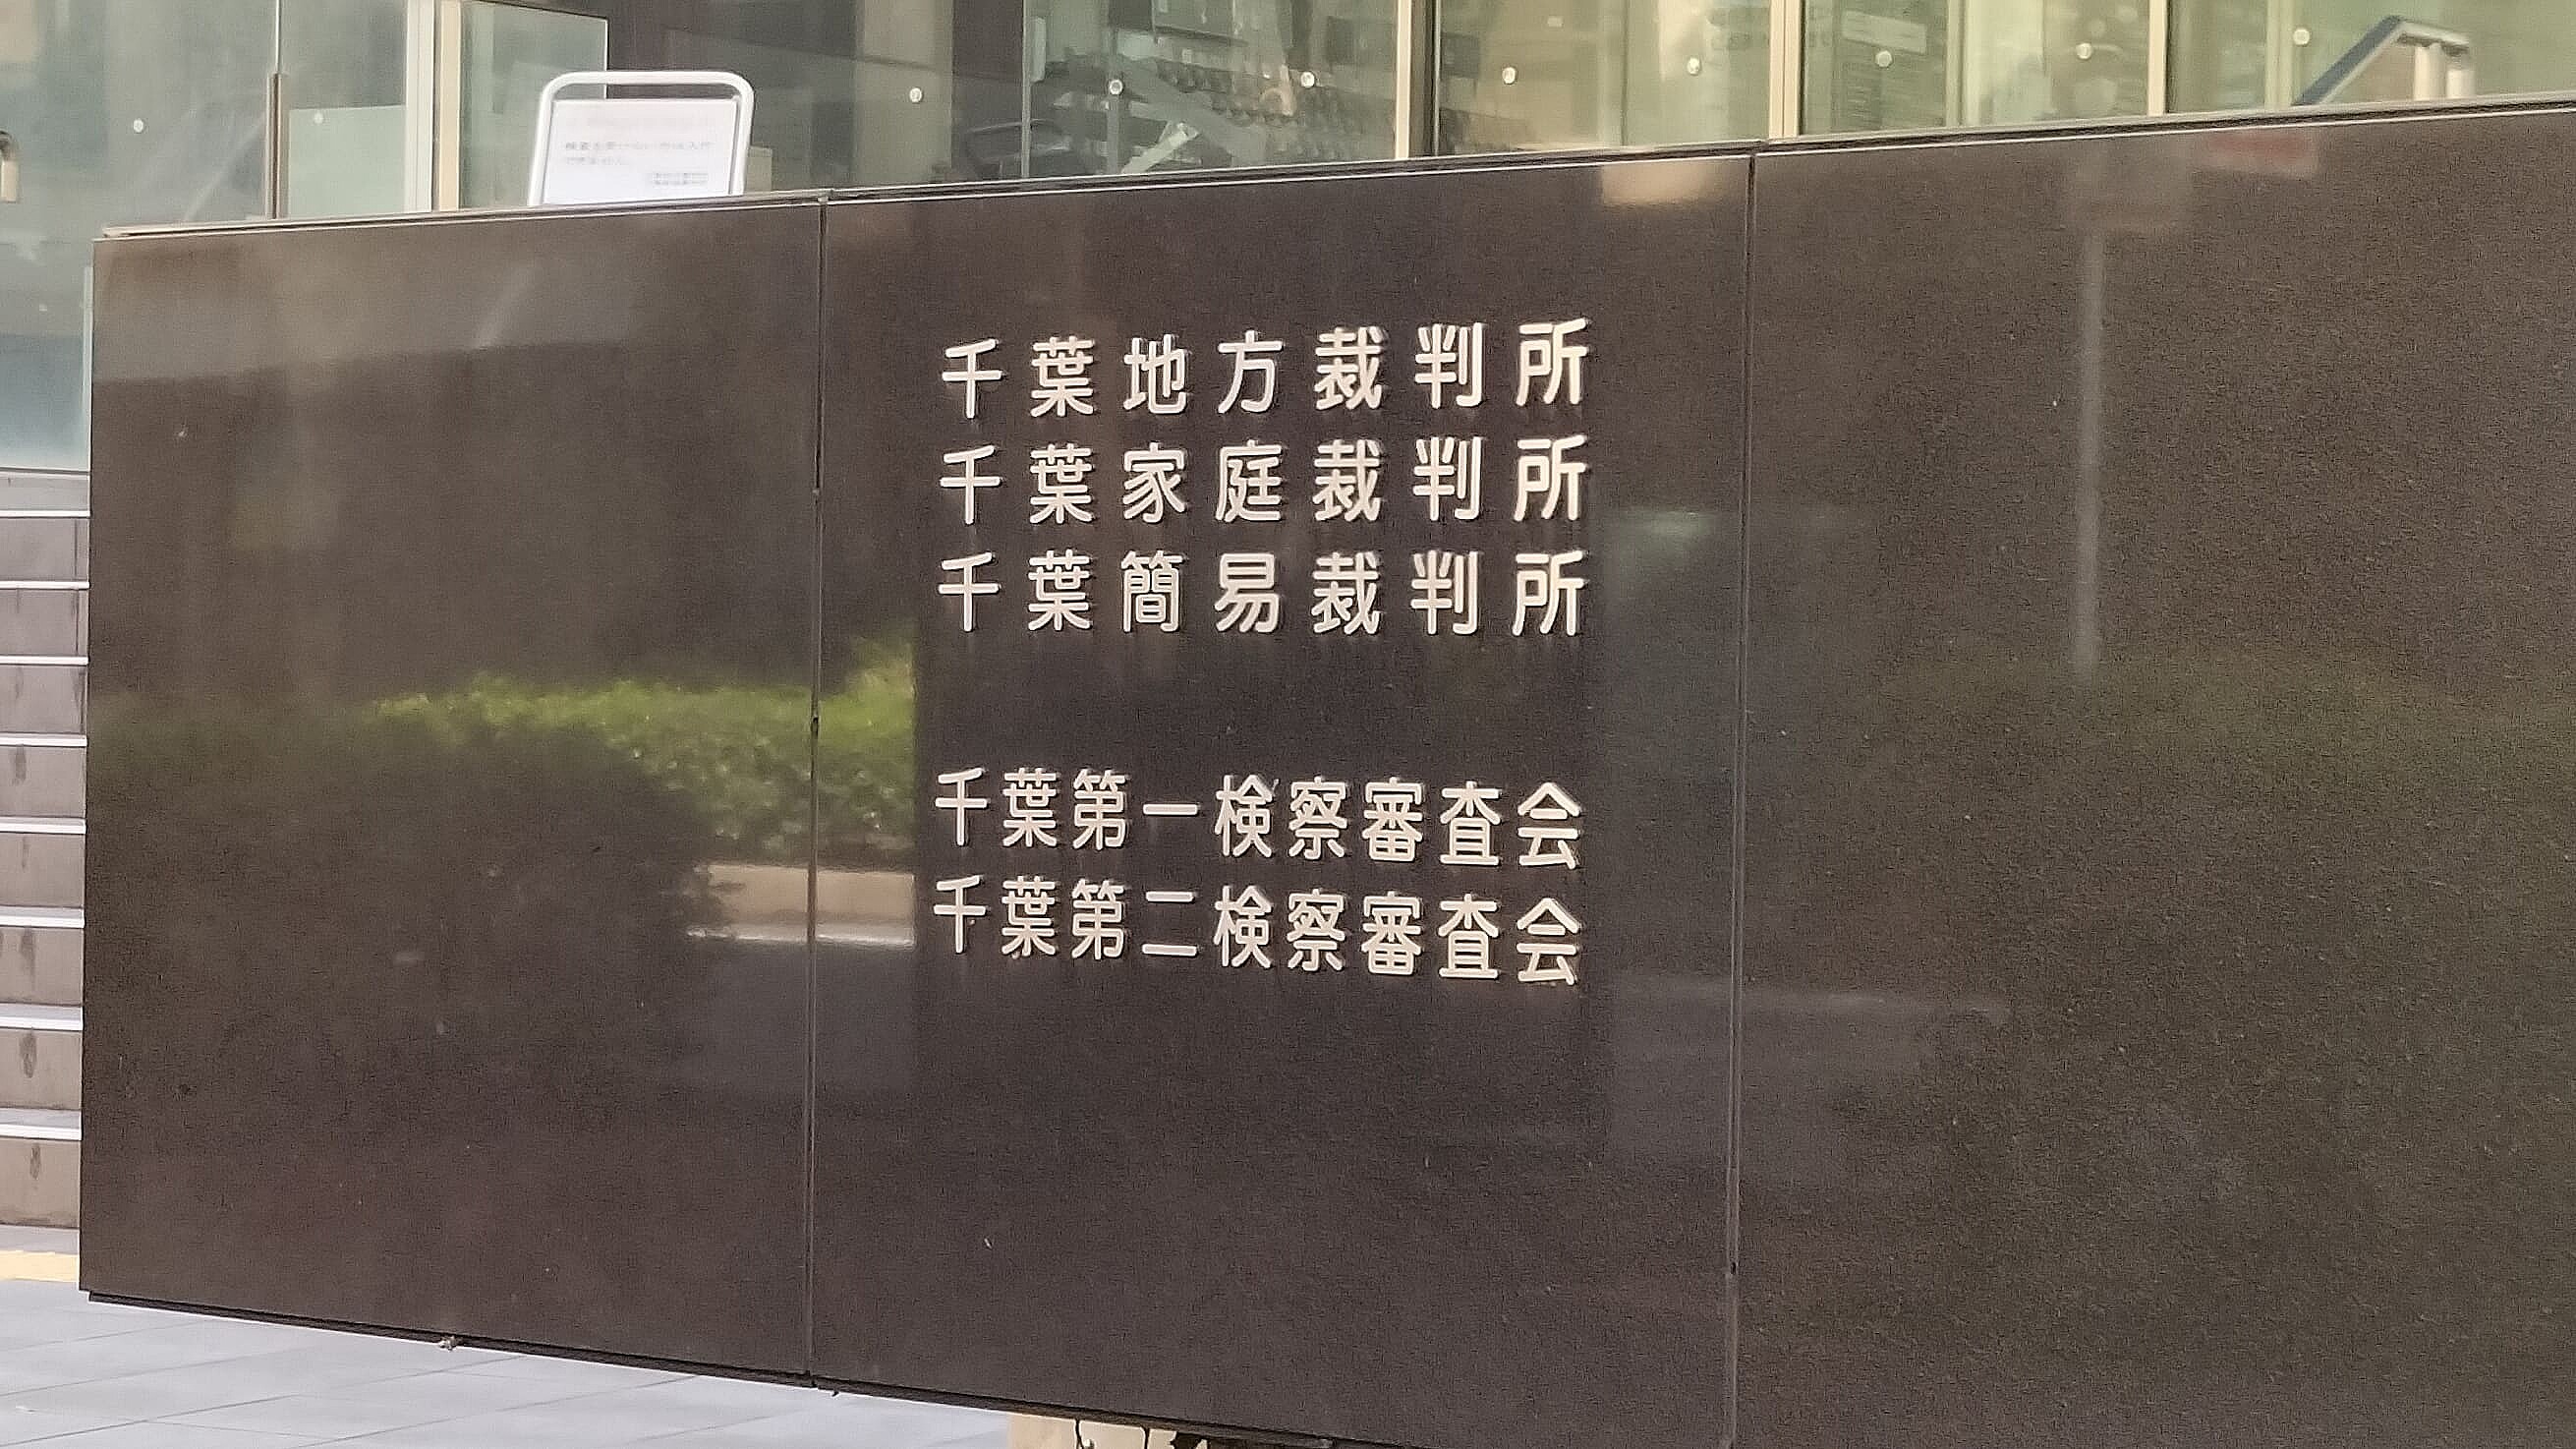 千葉地方裁判所
千葉家庭裁判所
千葉簡易裁判所
千葉第一検察審査会
千葉第二検察審査会